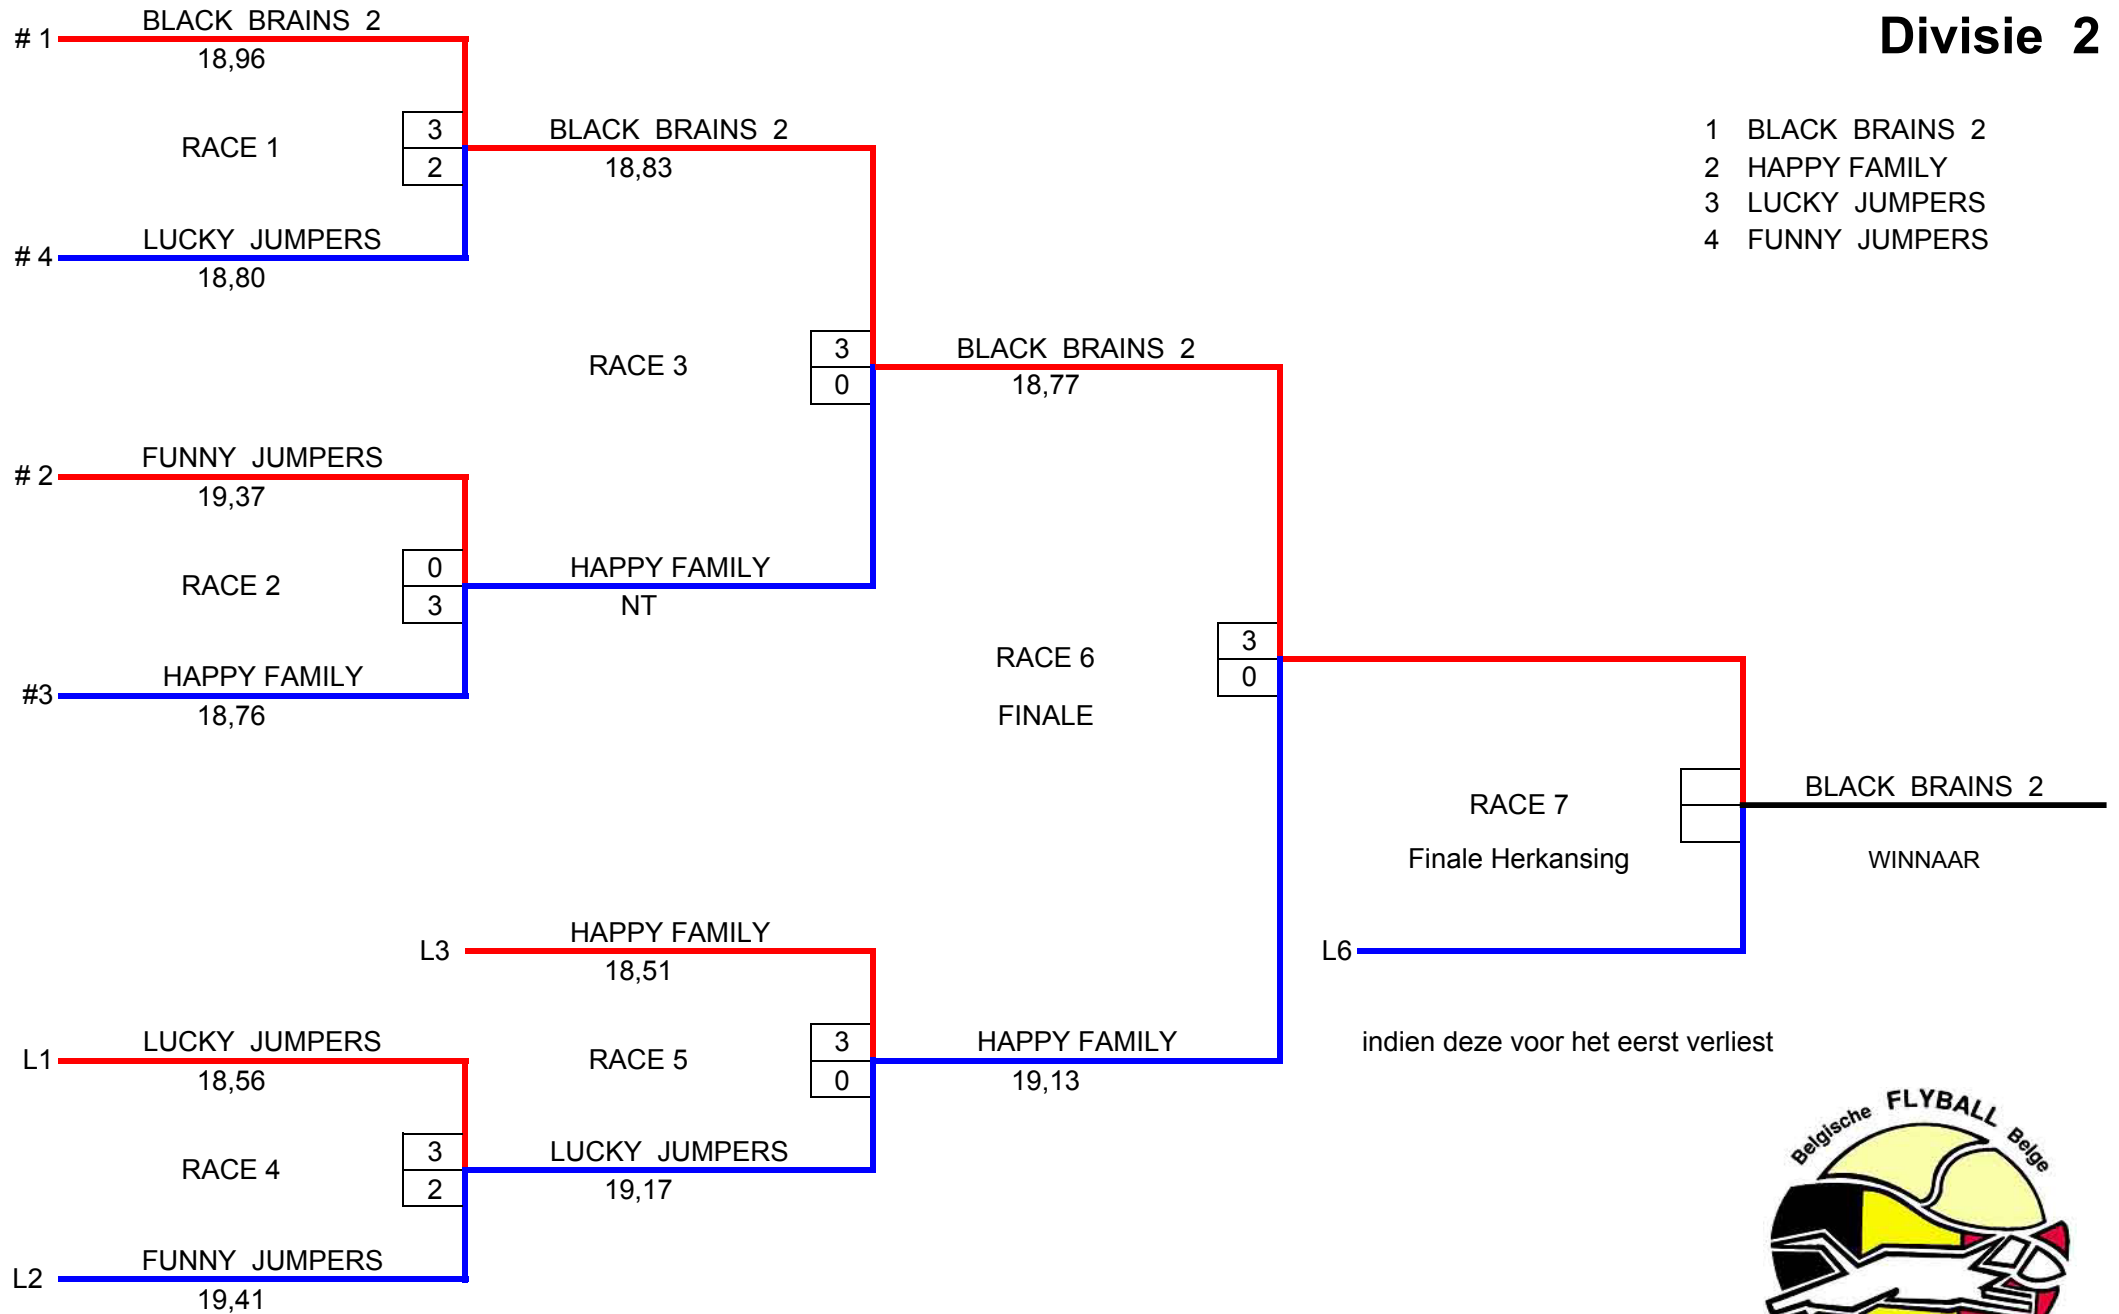 Divisie 2
# 1 BLACK BRAINS 2
18,96
RACE 1
3
2
# 4 LUCKY JUMPERS
18,80
BLACK BRAINS 2
18,83
1 BLACK BRAINS 2
2 HAPPY FAMILY
3 LUCKY JUMPERS
4 FUNNY JUMPERS
RACE 3
3
0
BLACK BRAINS 2
18,77
# 2 FUNNY JUMPERS
19,37
RACE 2
0
3
#3 HAPPY FAMILY
18,76
HAPPY FAMILY
NT
RACE 6
FINALE
3
0
RACE 7
Finale Herkansing
BLACK BRAINS 2
WINNAAR
L6
indien deze voor het eerst verliest
L3 HAPPY FAMILY
18,51
RACE 5
3
0
HAPPY FAMILY
19,13
L1 LUCKY JUMPERS
18,56
RACE 4
3
2
LUCKY JUMPERS
19,17
L2 FUNNY JUMPERS
19,41
Belgische FLYBALL Belge